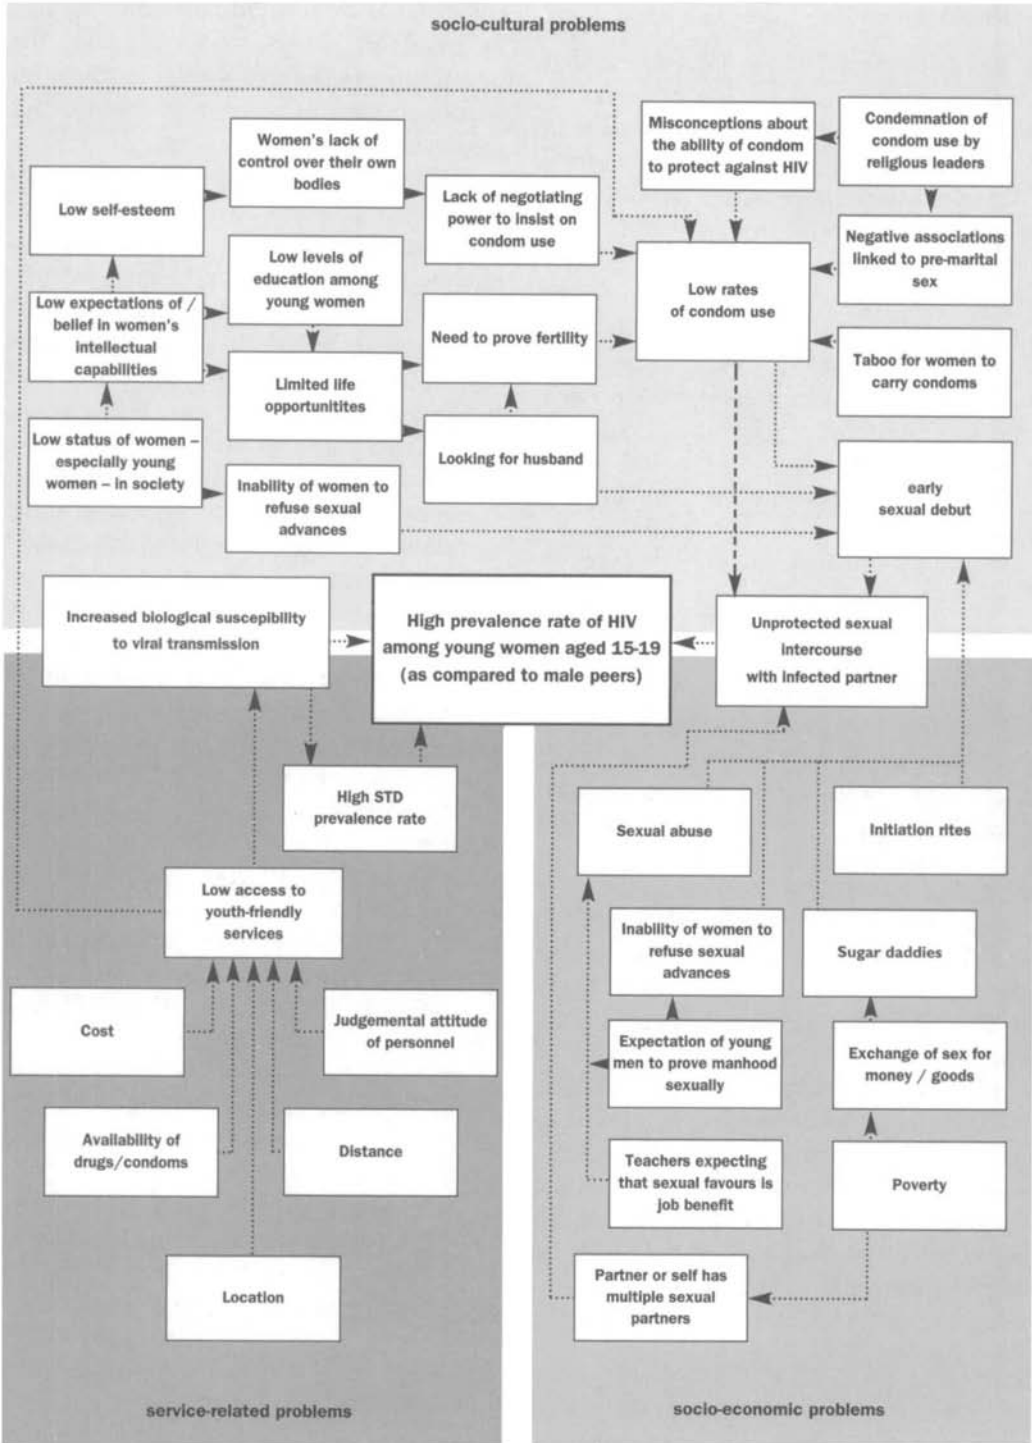 socio-cultural problems
Women's lack of
control over their own
bodies
Misconceptions about
the ability of condom
to protect against HIV
Condemnation of
condom use by
religious leaders
Low self-esteem
Lack of negotiating
power to insist on
condom use
Low levels of
education among
young women
Negative associations
linked to pre-marital
sex
Low expectations of /
belief in women's
intellectual
capabilities
Low rates
of condom use
Need to prove fertility
Limited life
opportunitites
Taboo for women to
carry condoms
Low status of women –
especially young
women – in society
Looking for husband
Inability of women to
refuse sexual
advances
early
sexual debut
Increased biological suscepibility
to viral transmission
High prevalence rate of HIV
among young women aged 15-19
(as compared to male peers)
Unprotected sexual
intercourse
with infected partner
High STD
prevalence rate
Sexual abuse
Initiation rites
Low access to
youth-friendly
services
Inability of women to
refuse sexual
advances
Sugar daddies
Cost
Judgemental attitude
of personnel
Expectation of young
men to prove manhood
sexually
Exchange of sex for
money / goods
Availability of
drugs/condoms
Distance
Teachers expecting
that sexual favours is
job benefit
Poverty
Location
Partner or self has
multiple sexual
partners
service-related problems
socio-economic problems